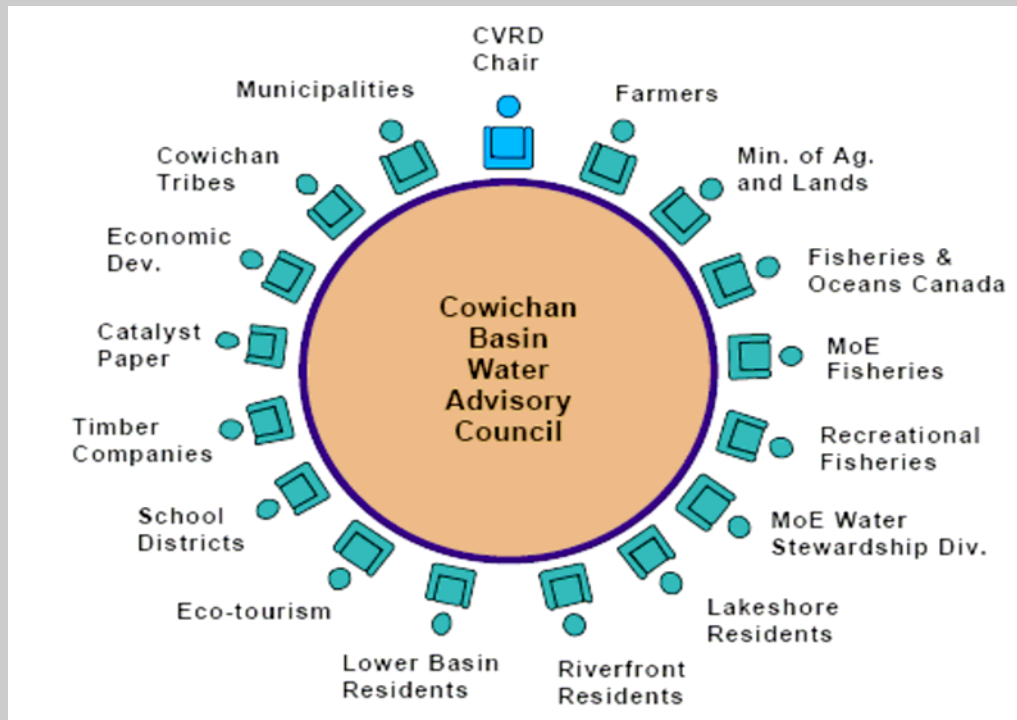 CVRD
Chair
Municipalities
Farmers
Cowichan
Tribes
Min. of Ag.
and Lands
Economic
Dev.
Fisheries &
Oceans Canada
Cowichan
Basin
Water
Advisory
Council
Catalyst
Paper
MoE
Fisheries
Timber
Companies
Recreational
Fisheries
School
Districts
MoE Water
Stewardship Div.
Eco-tourism
Lakeshore
Residents
Lower Basin
Residents
Riverfront
Residents